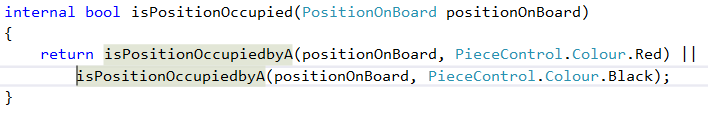 internal bool isPositionOccupied(PositionOnBoard positionOnBoard)
{
    return isPositionOccupiedbyA(positionOnBoard, PieceControl.Colour.Red) ||
        isPositionOccupiedbyA(positionOnBoard, PieceControl.Colour.Black);
}